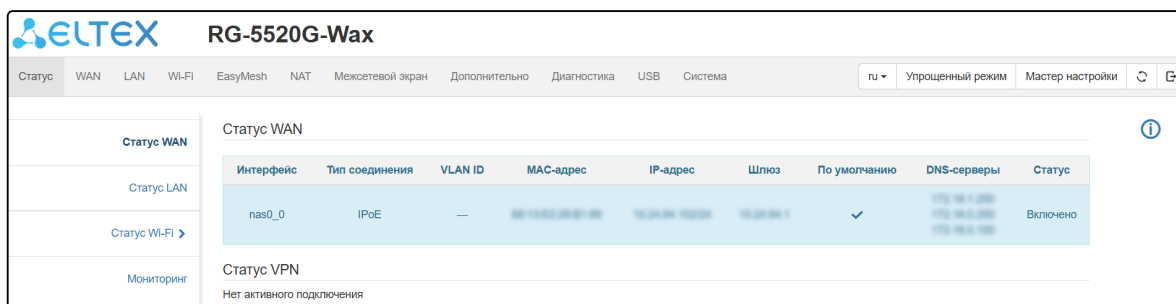 ELTEX RG-5520G-Wax
Статус WAN LAN Wi-Fi EasyMesh NAT Межсетевой экран Дополнительно Диагностика USB Система ru Упрощенный режим Мастер настройки
Статус WAN
Статус LAN
Статус Wi-Fi
Мониторинг
Статус WAN
Интерфейс Тип соединения VLAN ID MAC-адрес IP-адрес Шлюз По умолчанию DNS-серверы Статус
nas0_0 IPoE — Включено
Статус VPN
Нет активного подключения